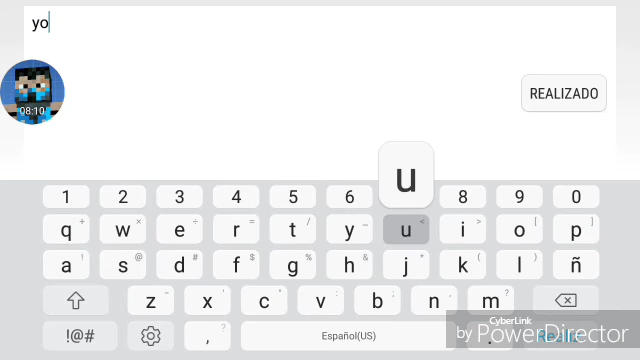 yo
08:10
REALIZADO
u
1 2 3 4 5 6 8 9 0
q + w × e ÷ r = t / y _ u < i > o [ p ]
a ! s @ d # f $ g % h & j * k ( l ) ñ
z - x ' c " v : b ; n , m ?
!@# , ? Español(US) .
CyberLink
by PowerDirector